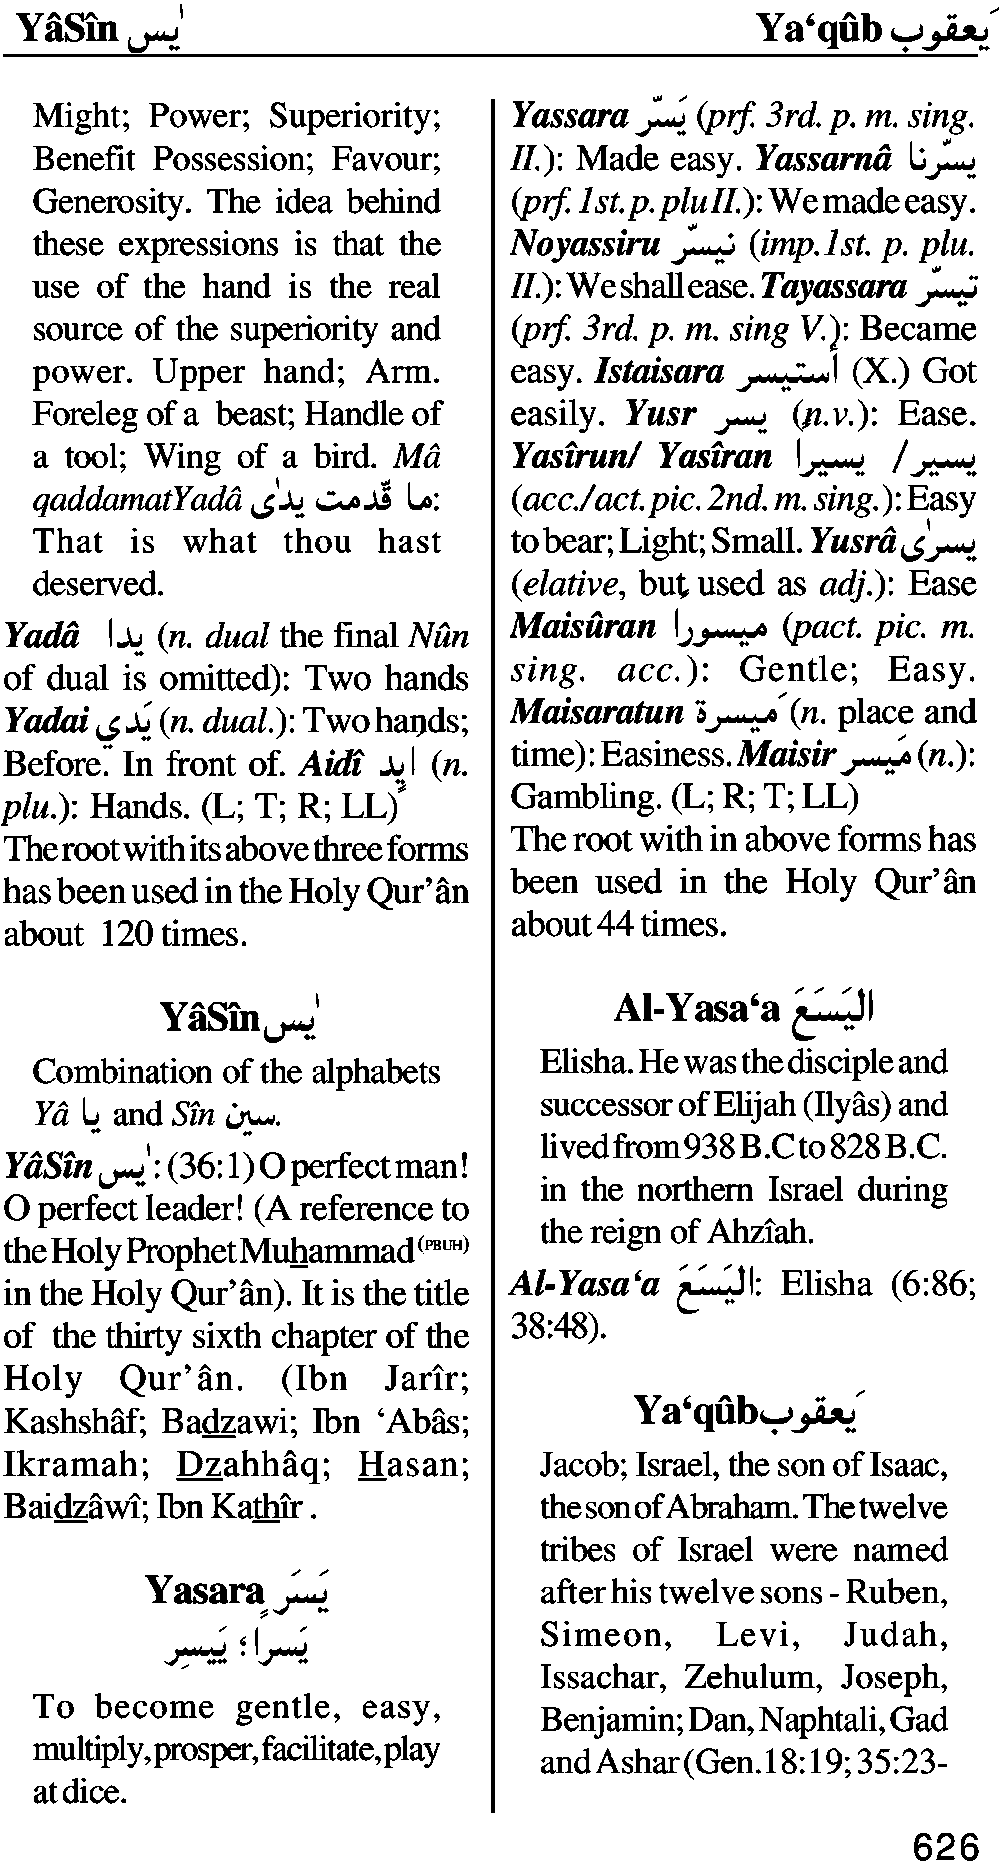 YâSîn يٰس
Ya‘qûb يَعقوب
Might; Power; Superiority;
Benefit Possession; Favour;
Generosity. The idea behind
these expressions is that the
use of the hand is the real
source of the superiority and
power. Upper hand; Arm.
Foreleg of a beast; Handle of
a tool; Wing of a bird. Mâ
qaddamatYadâ ما قّدمت يدٰى:
That is what thou hast
deserved.
Yadâ يدا (n. dual the final Nûn
of dual is omitted): Two hands
Yadai يَدي (n. dual.): Two hands;
Before. In front of. Aidî ايدٍ (n.
plu.): Hands. (L; T; R; LL)
The root with its above three forms
has been used in the Holy Qur’ân
about 120 times.
YâSîn يٰس
Combination of the alphabets
Yâ يا and Sîn سين.
YâSîn يٰس: (36:1) O perfect man!
O perfect leader! (A reference to
the Holy Prophet Muhammad (PBUH)
in the Holy Qur’ân). It is the title
of the thirty sixth chapter of the
Holy Qur’ân. (Ibn Jarîr;
Kashshâf; Badzawi; Ibn ‘Abâs;
Ikramah; Dzahhâq; Hasan;
Baidzâwî; Ibn Kathîr .
Yasara يَسَرَ
يَسراً ؛ يَيسِر
To become gentle, easy,
multiply, prosper, facilitate, play
at dice.
Yassara يَسّر (prf. 3rd. p. m. sing.
II.): Made easy. Yassarnâ يسّرنا
(prf. 1st. p. plu II.): We made easy.
Noyassiru نيسّر (imp.1st. p. plu.
II.): We shall ease. Tayassara تيسّر
(prf. 3rd. p. m. sing V.): Became
easy. Istaisara أستيسر (X.) Got
easily. Yusr يسر (n.v.): Ease.
Yasîrun/ Yasîran يسير / يسيرا
(acc./act. pic. 2nd. m. sing.): Easy
to bear; Light; Small. Yusrâ يسرٰى
(elative, but used as adj.): Ease
Maisûran ميسورا (pact. pic. m.
sing. acc.): Gentle; Easy.
Maisaratun مَيسرة (n. place and
time): Easiness. Maisir مَيسر (n.):
Gambling. (L; R; T; LL)
The root with in above forms has
been used in the Holy Qur’ân
about 44 times.
Al-Yasa‘a اليَسَعَ
Elisha. He was the disciple and
successor of Elijah (Ilyâs) and
lived from 938 B.C to 828 B.C.
in the northern Israel during
the reign of Ahzîah.
Al-Yasa‘a اليَسَعَ: Elisha (6:86;
38:48).
Ya‘qûb يَعقوب
Jacob; Israel, the son of Isaac,
the son of Abraham. The twelve
tribes of Israel were named
after his twelve sons - Ruben,
Simeon, Levi, Judah,
Issachar, Zehulum, Joseph,
Benjamin; Dan, Naphtali, Gad
and Ashar (Gen.18:19; 35:23-
626